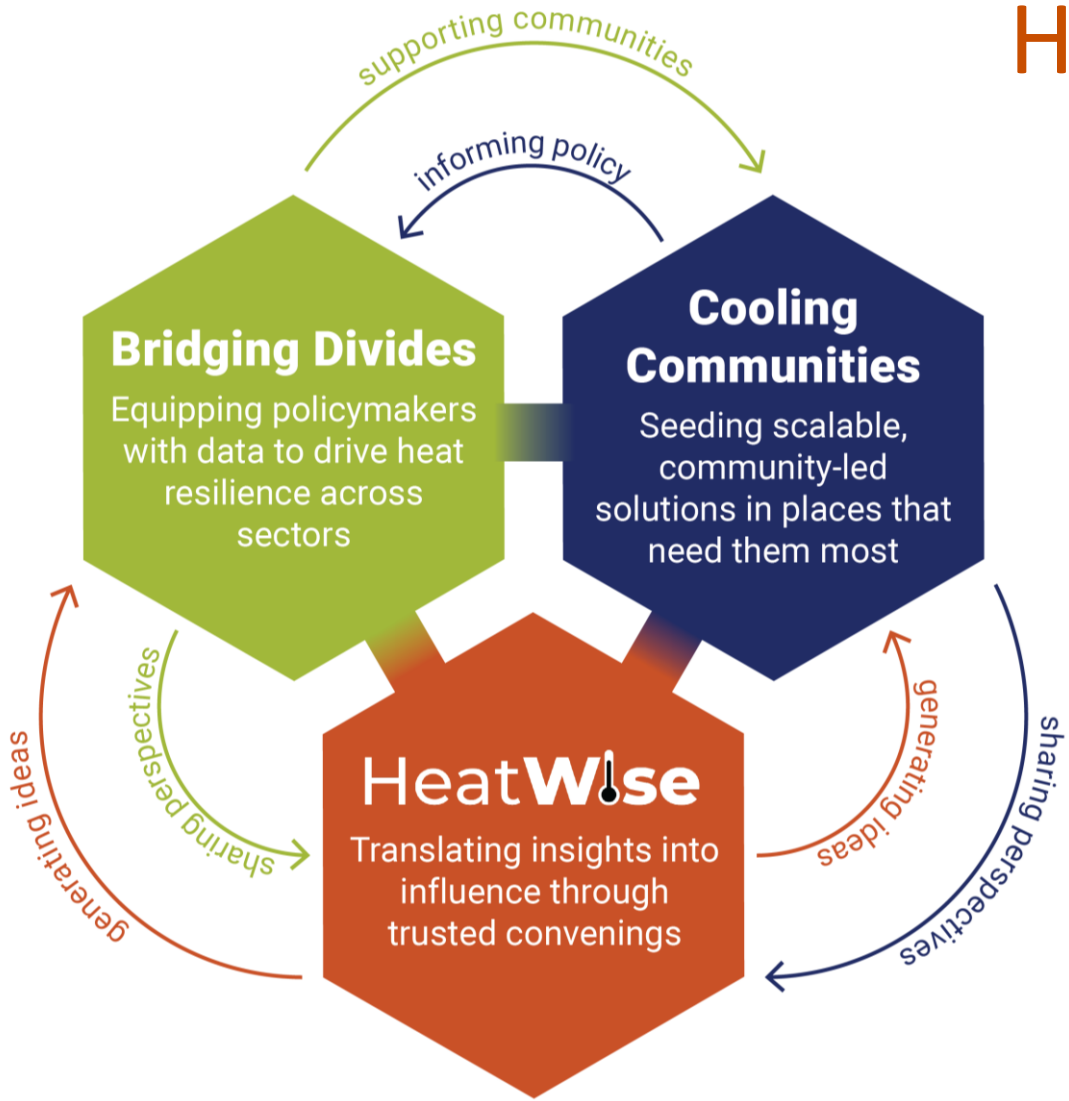 H
supporting communities
informing policy
Bridging Divides
Equipping policymakers
with data to drive heat
resilience across
sectors
Cooling
Communities
Seeding scalable,
community-led
solutions in places that
need them most
generating ideas
sharing perspectives
HeatWise
Translating insights into
influence through
trusted convenings
generating ideas
sharing perspectives